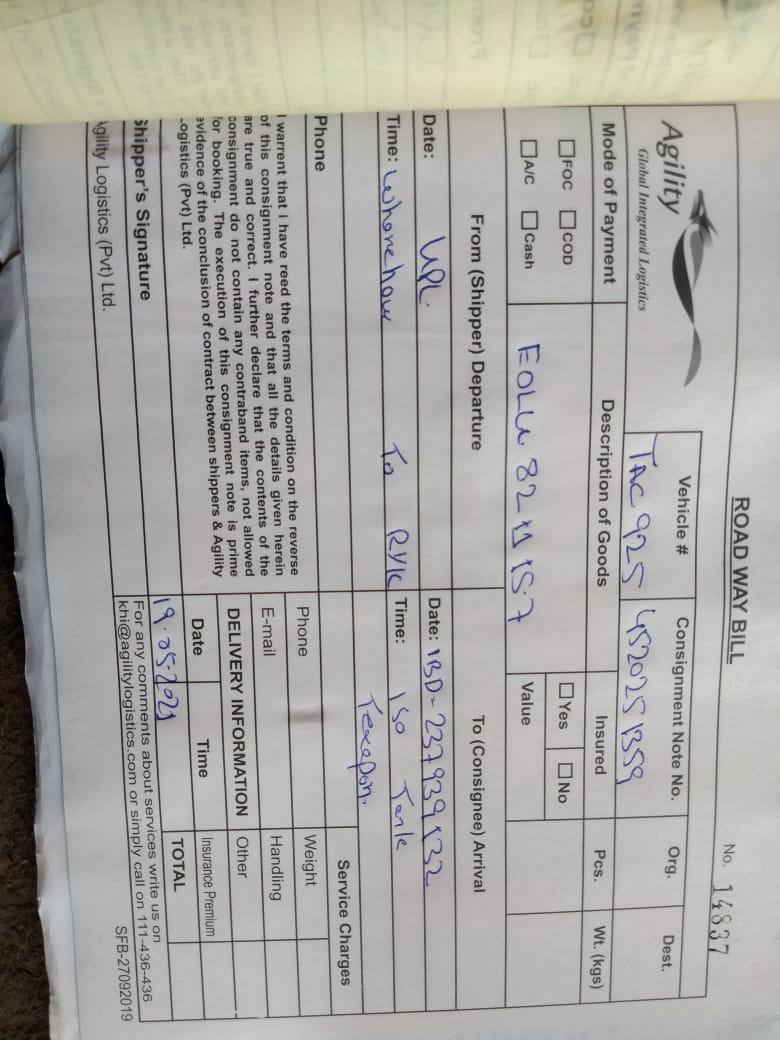 ROAD WAY BILL
No. 14837
Agility
Global Integrated Logistics
Vehicle #
Consignment Note No.
Org.
Dest.
TAC 925
4520251359
Mode of Payment
Description of Goods
Insured
Pcs.
Wt. (kgs)
FOC COD
Yes No
A/C Cash
EOLU 82 11 15.7
Value
From (Shipper) Departure
To (Consignee) Arrival
Date: UPL.
Date: IBD-237939132
Time: Wharehow To RYK
Time: ISO Tank
Texapon.
Service Charges
Phone
Phone
Weight
I warrent that i have reed the terms and condition on the reverse
of this consignment note and that all the details given herein
are true and correct. I further declare that the contents of the
consignment do not contain any contraband items, not allowed
for booking. The execution of this consignment note is prime
evidence of the conclusion of contract between shippers & Agility
Logistics (Pvt) Ltd.
E-mail
Handling
DELIVERY INFORMATION
Other
Date
Time
Insurance Premium
19.05.2021
TOTAL
Shipper's Signature
For any comments about services write us on
khi@agilitylogistics.com or simply call on 111-436-436
Agility Logistics (Pvt) Ltd.
SFB-27092019